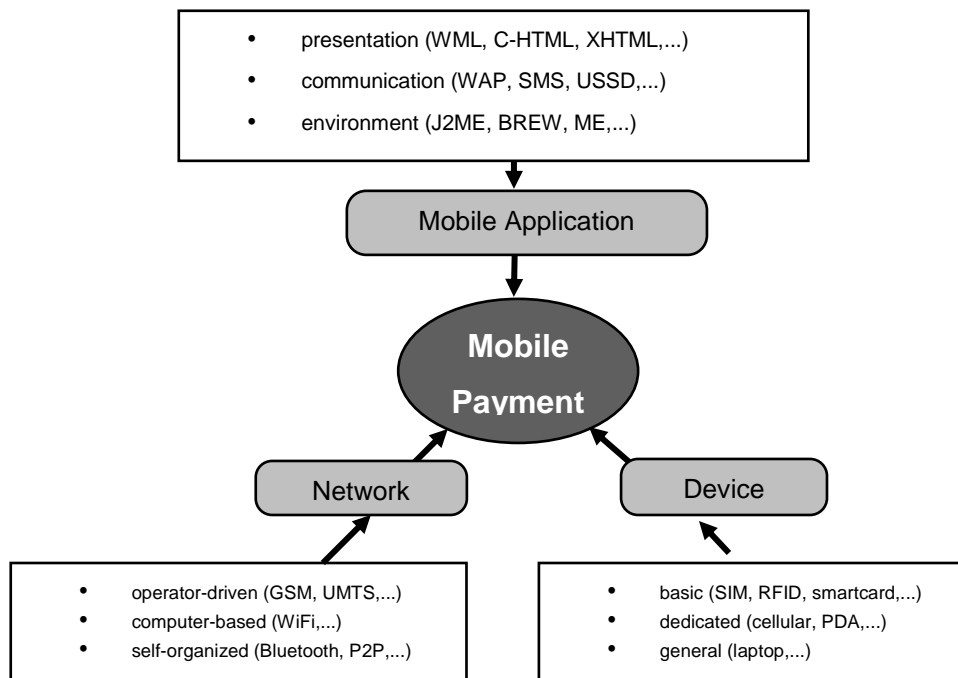 • presentation (WML, C-HTML, XHTML,...)
• communication (WAP, SMS, USSD,...)
• environment (J2ME, BREW, ME,...)
Mobile Application
Mobile
Payment
Network
Device
• operator-driven (GSM, UMTS,...)
• computer-based (WiFi,...)
• self-organized (Bluetooth, P2P,...)
• basic (SIM, RFID, smartcard,...)
• dedicated (cellular, PDA,...)
• general (laptop,...)